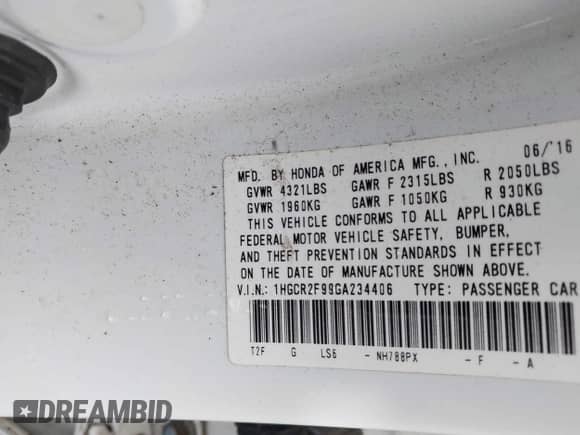 06/'16
MFD. BY HONDA OF AMERICA MFG., INC.
GVWR 4321LBS GAWR F 2315LBS R 2050LBS
GVWR 1960KG GAWR F 1050KG R 930KG
THIS VEHICLE CONFORMS TO ALL APPLICABLE
FEDERAL MOTOR VEHICLE SAFETY, BUMPER,
AND THEFT PREVENTION STANDARDS IN EFFECT
ON THE DATE OF MANUFACTURE SHOWN ABOVE.
V.I.N.: 1HGCR2F99GA234406 TYPE: PASSENGER CAR
T2F G LS6 - NH788PX - F - A
DREAMBID